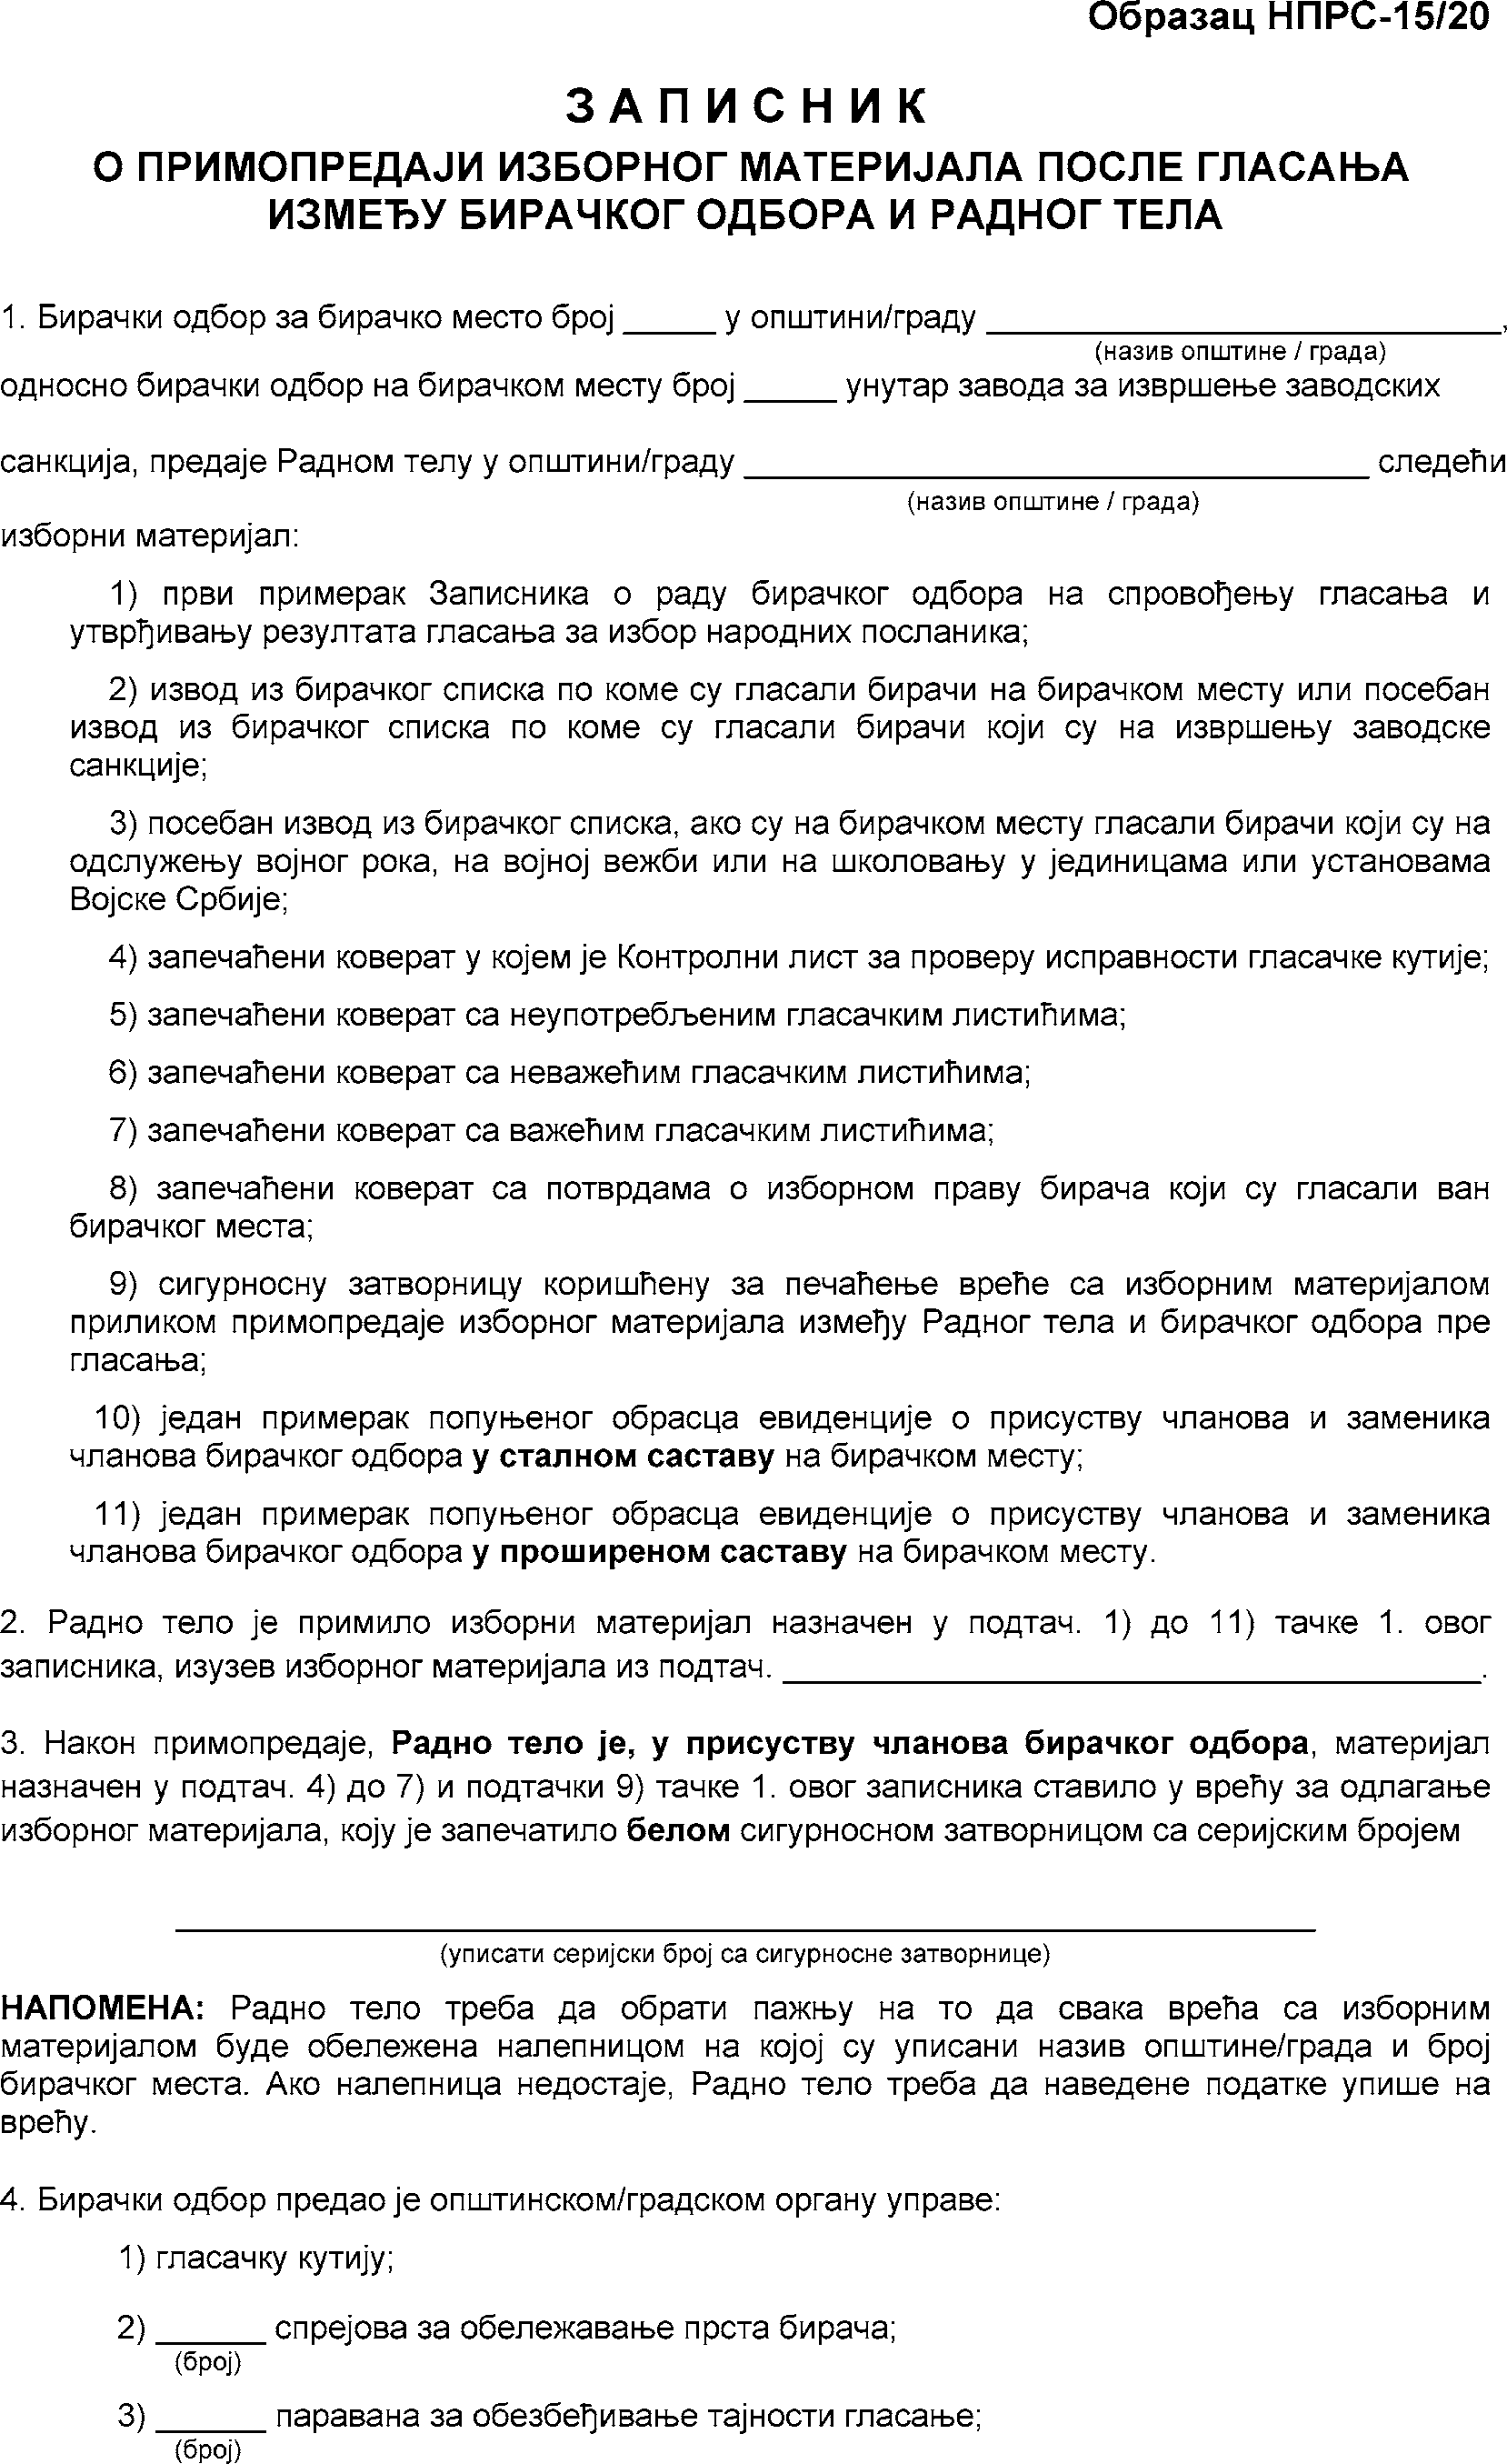 Образац НПРС-15/20
З А П И С Н И К
О ПРИМОПРЕДАЈИ ИЗБОРНОГ МАТЕРИЈАЛА ПОСЛЕ ГЛАСАЊА
ИЗМЕЂУ БИРАЧКОГ ОДБОРА И РАДНОГ ТЕЛА
1. Бирачки одбор за бирачко место број _____ у општини/граду ____________________________,
(назив општине / града)
односно бирачки одбор на бирачком месту број _____ унутар завода за извршење заводских
санкција, предаје Радном телу у општини/граду __________________________________ следећи
(назив општине / града)
изборни материјал:
1) први примерак Записника о раду бирачког одбора на спровођењу гласања и
утврђивању резултата гласања за избор народних посланика;
2) извод из бирачког списка по коме су гласали бирачи на бирачком месту или посебан
извод из бирачког списка по коме су гласали бирачи који су на извршењу заводске
санкције;
3) посебан извод из бирачког списка, ако су на бирачком месту гласали бирачи који су на
одслужењу војног рока, на војној вежби или на школовању у јединицама или установама
Војске Србије;
4) запечаћени коверат у којем је Контролни лист за проверу исправности гласачке кутије;
5) запечаћени коверат са неупотребљеним гласачким листићима;
6) запечаћени коверат са неважећим гласачким листићима;
7) запечаћени коверат са важећим гласачким листићима;
8) запечаћени коверат са потврдама о изборном праву бирача који су гласали ван
бирачког места;
9) сигурносну затворницу коришћену за печаћење вреће са изборним материјалом
приликом примопредаје изборног материјала између Радног тела и бирачког одбора пре
гласања;
10) један примерак попуњеног обрасца евиденције о присуству чланова и заменика
чланова бирачког одбора у сталном саставу на бирачком месту;
11) један примерак попуњеног обрасца евиденције о присуству чланова и заменика
чланова бирачког одбора у проширеном саставу на бирачком месту.
2. Радно тело је примило изборни материјал назначен у подтач. 1) до 11) тачке 1. овог
записника, изузев изборног материјала из подтач. ______________________________________.
3. Након примопредаје, Радно тело је, у присуству чланова бирачког одбора, материјал
назначен у подтач. 4) до 7) и подтачки 9) тачке 1. овог записника ставило у врећу за одлагање
изборног материјала, коју је запечатило белом сигурносном затворницом са серијским бројем
______________________________________________________________
(уписати серијски број са сигурносне затворнице)
НАПОМЕНА: Радно тело треба да обрати пажњу на то да свака врећа са изборним
материјалом буде обележена налепницом на којој су уписани назив општине/града и број
бирачког места. Ако налепница недостаје, Радно тело треба да наведене податке упише на
врећу.
4. Бирачки одбор предао је општинском/градском органу управе:
1) гласачку кутију;
2) ______ спрејова за обележавање прста бирача;
(број)
3) ______ паравана за обезбеђивање тајности гласање;
(број)